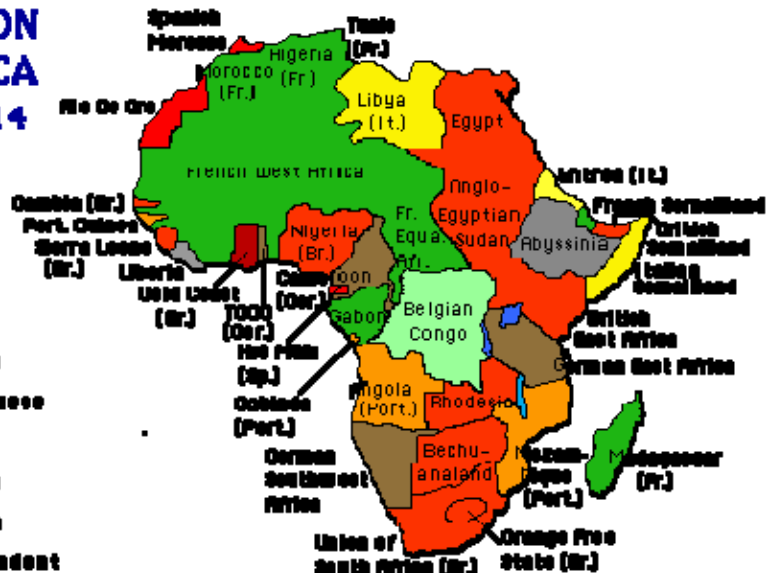 ON
CA
14
Spanish
Morocco
Tunis
(Fr.)
Morocco
(Fr.)
Algeria
(Fr)
Libya
(It.)
Egypt
Rio De Oro
French West Africa
Anglo-
Egyptian
Sudan
Eritrea (It.)
French Somaliland
British
Somaliland
Italian
Somaliland
Abyssinia
Gambia (Br.)
Port. Guinea
Sierra Leone
(Br.)
Liberia
Gold Coast
(Br.)
TOGO
(Ger.)
Nigeria
(Br.)
Cameroon
(Ger.)
Fr.
Equa.
Afr.
Gabon
Rio Muni
(Sp.)
Cabinda
(Port.)
Belgian
Congo
British
East Africa
German East Africa
Angola
(Port.)
Rhodesia
Mozam-
bique
(Port.)
Madagascar
(Fr.)
German
Southwest
Africa
Bechu-
analand
Union of
South Africa (Br.)
Orange Free
State (Br.)
uese
ndent